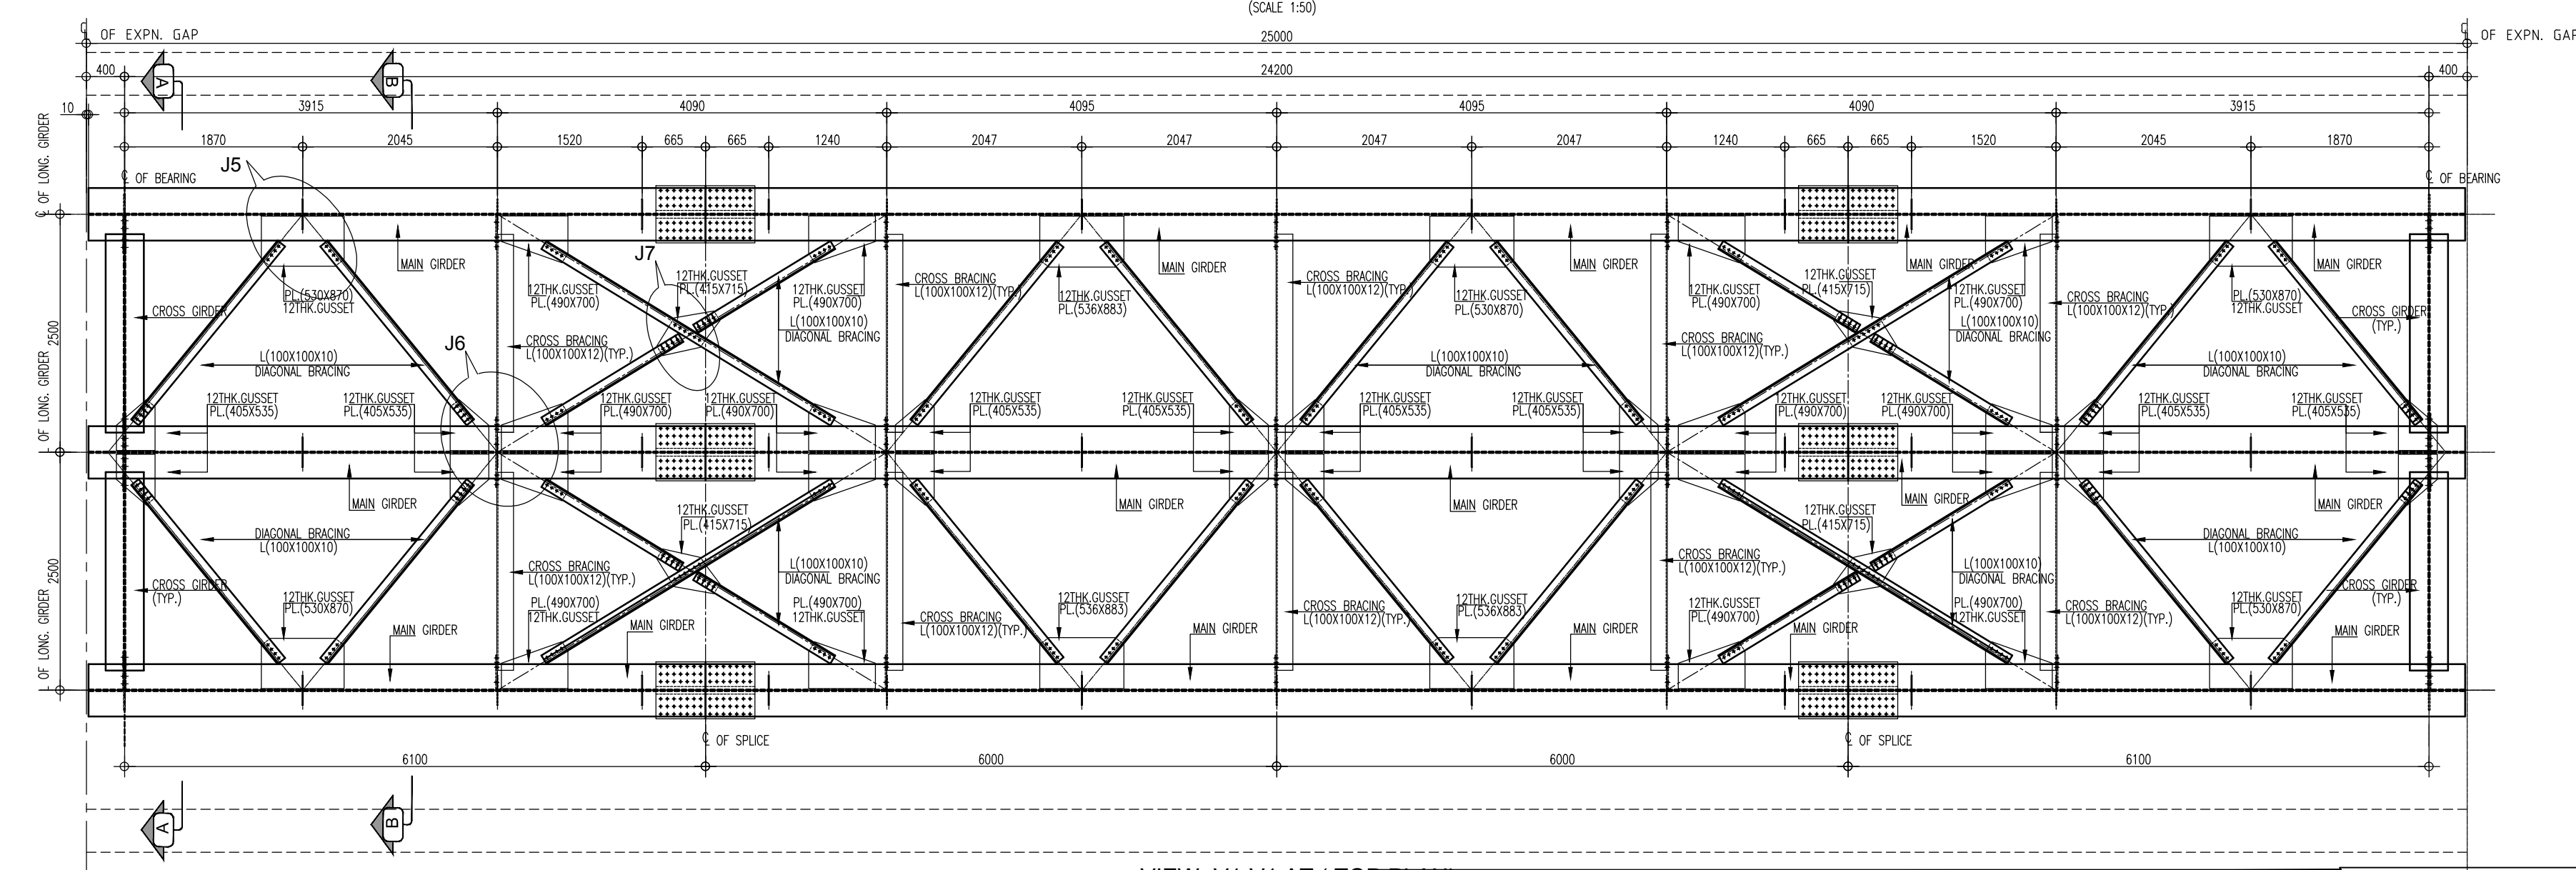 (SCALE 1:50)
℄ OF EXPN. GAP
25000
℄ OF EXPN. GAP
400
24200
400
A
B
10
3915
4090
4095
4095
4090
3915
1870
2045
1520
665
665
1240
2047
2047
2047
2047
1240
665
665
1520
2045
1870
J5
℄ OF BEARING
℄ OF BEARING
℄ OF LONG. GIRDER
2500
OF LONG. GIRDER
2500
OF LONG. GIRDER
MAIN GIRDER
MAIN GIRDER
MAIN GIRDER
MAIN GIRDER
MAIN GIRDER
J7
12THK.GUSSET
PL.(415X715)
12THK.GUSSET
PL.(415X715)
PL.(530X870)
12THK.GUSSET
12THK.GUSSET
PL.(490X700)
12THK.GUSSET
PL.(490X700)
CROSS BRACING
L(100X100X12)(TYP.)
12THK.GUSSET
PL.(536X883)
CROSS BRACING
L(100X100X12)(TYP.)
12THK.GUSSET
PL.(530X870)
12THK.GUSSET
PL.(490X700)
12THK.GUSSET
PL.(490X700)
CROSS BRACING
L(100X100X12)(TYP.)
PL.(530X870)
12THK.GUSSET
CROSS GIRDER
CROSS GIRDER
(TYP.)
J6
CROSS BRACING
L(100X100X12)(TYP.)
L(100X100X10)
DIAGONAL BRACING
CROSS BRACING
L(100X100X12)(TYP.)
L(100X100X10)
DIAGONAL BRACING
L(100X100X10)
DIAGONAL BRACING
L(100X100X10)
DIAGONAL BRACING
L(100X100X10)
DIAGONAL BRACING
12THK.GUSSET
PL.(405X535)
12THK.GUSSET
PL.(405X535)
12THK.GUSSET
PL.(490X700)
12THK.GUSSET
PL.(490X700)
12THK.GUSSET
PL.(405X535)
12THK.GUSSET
PL.(405X535)
12THK.GUSSET
PL.(405X535)
12THK.GUSSET
PL.(405X535)
12THK.GUSSET
PL.(490X700)
12THK.GUSSET
PL.(490X700)
12THK.GUSSET
PL.(405X535)
12THK.GUSSET
PL.(405X535)
MAIN GIRDER
MAIN GIRDER
MAIN GIRDER
MAIN GIRDER
MAIN GIRDER
MAIN GIRDER
12THK.GUSSET
PL.(415X715)
12THK.GUSSET
PL.(415X715)
DIAGONAL BRACING
L(100X100X10)
DIAGONAL BRACING
L(100X100X10)
CROSS GIRDER
(TYP.)
CROSS BRACING
L(100X100X12)(TYP.)
L(100X100X10)
DIAGONAL BRACING
CROSS BRACING
L(100X100X12)(TYP.)
L(100X100X10)
DIAGONAL BRACING
CROSS GIRDER
(TYP.)
12THK.GUSSET
PL.(530X870)
PL.(490X700)
12THK.GUSSET
PL.(490X700)
12THK.GUSSET
CROSS BRACING
L(100X100X12)(TYP.)
12THK.GUSSET
PL.(536X883)
CROSS BRACING
L(100X100X12)(TYP.)
12THK.GUSSET
PL.(536X883)
12THK.GUSSET
PL.(490X700)
PL.(490X700)
12THK.GUSSET
CROSS BRACING
L(100X100X12)(TYP.)
12THK.GUSSET
PL.(530X870)
MAIN GIRDER
MAIN GIRDER
MAIN GIRDER
MAIN GIRDER
MAIN GIRDER
MAIN GIRDER
℄ OF SPLICE
℄ OF SPLICE
6100
6000
6000
6100
A
B